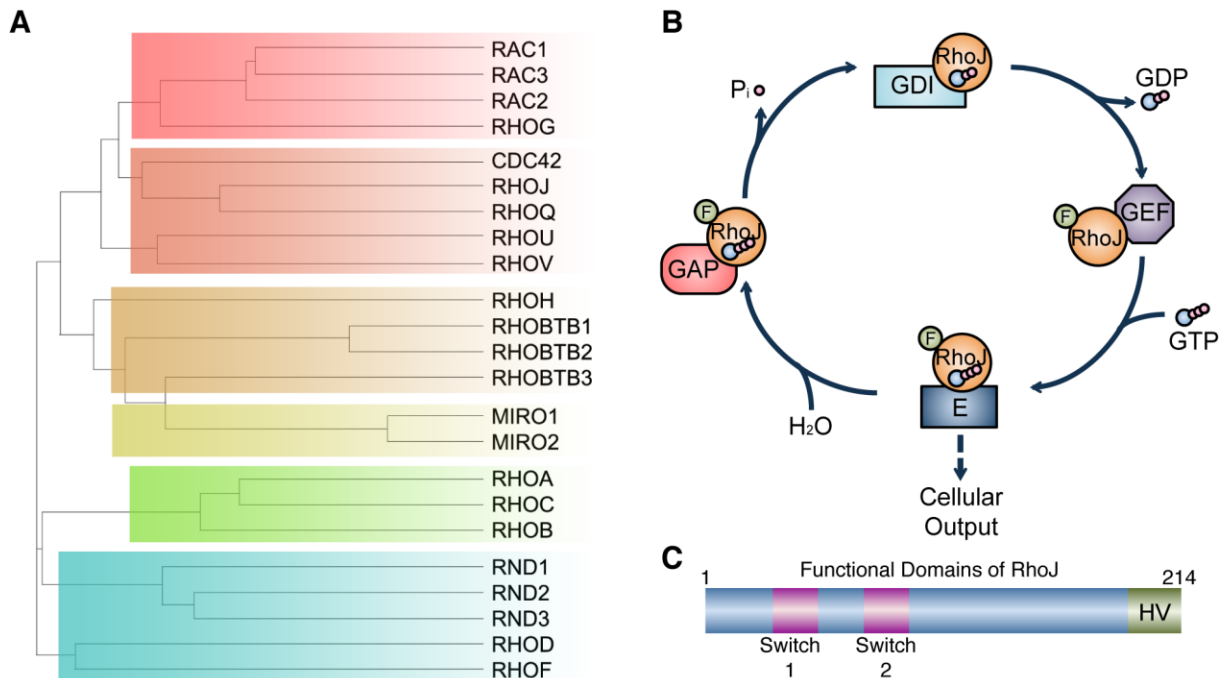 A
RAC1
RAC3
RAC2
RHOG
CDC42
RHOJ
RHOQ
RHOU
RHOV
RHOH
RHOBTB1
RHOBTB2
RHOBTB3
MIRO1
MIRO2
RHOA
RHOC
RHOB
RND1
RND2
RND3
RHOD
RHOF
B
RhoJ
GDI
Pi
GDP
F
RhoJ
GAP
F
RhoJ
GEF
F
RhoJ
E
GTP
H2O
Cellular
Output
C
1
Functional Domains of RhoJ
214
HV
Switch
1
Switch
2